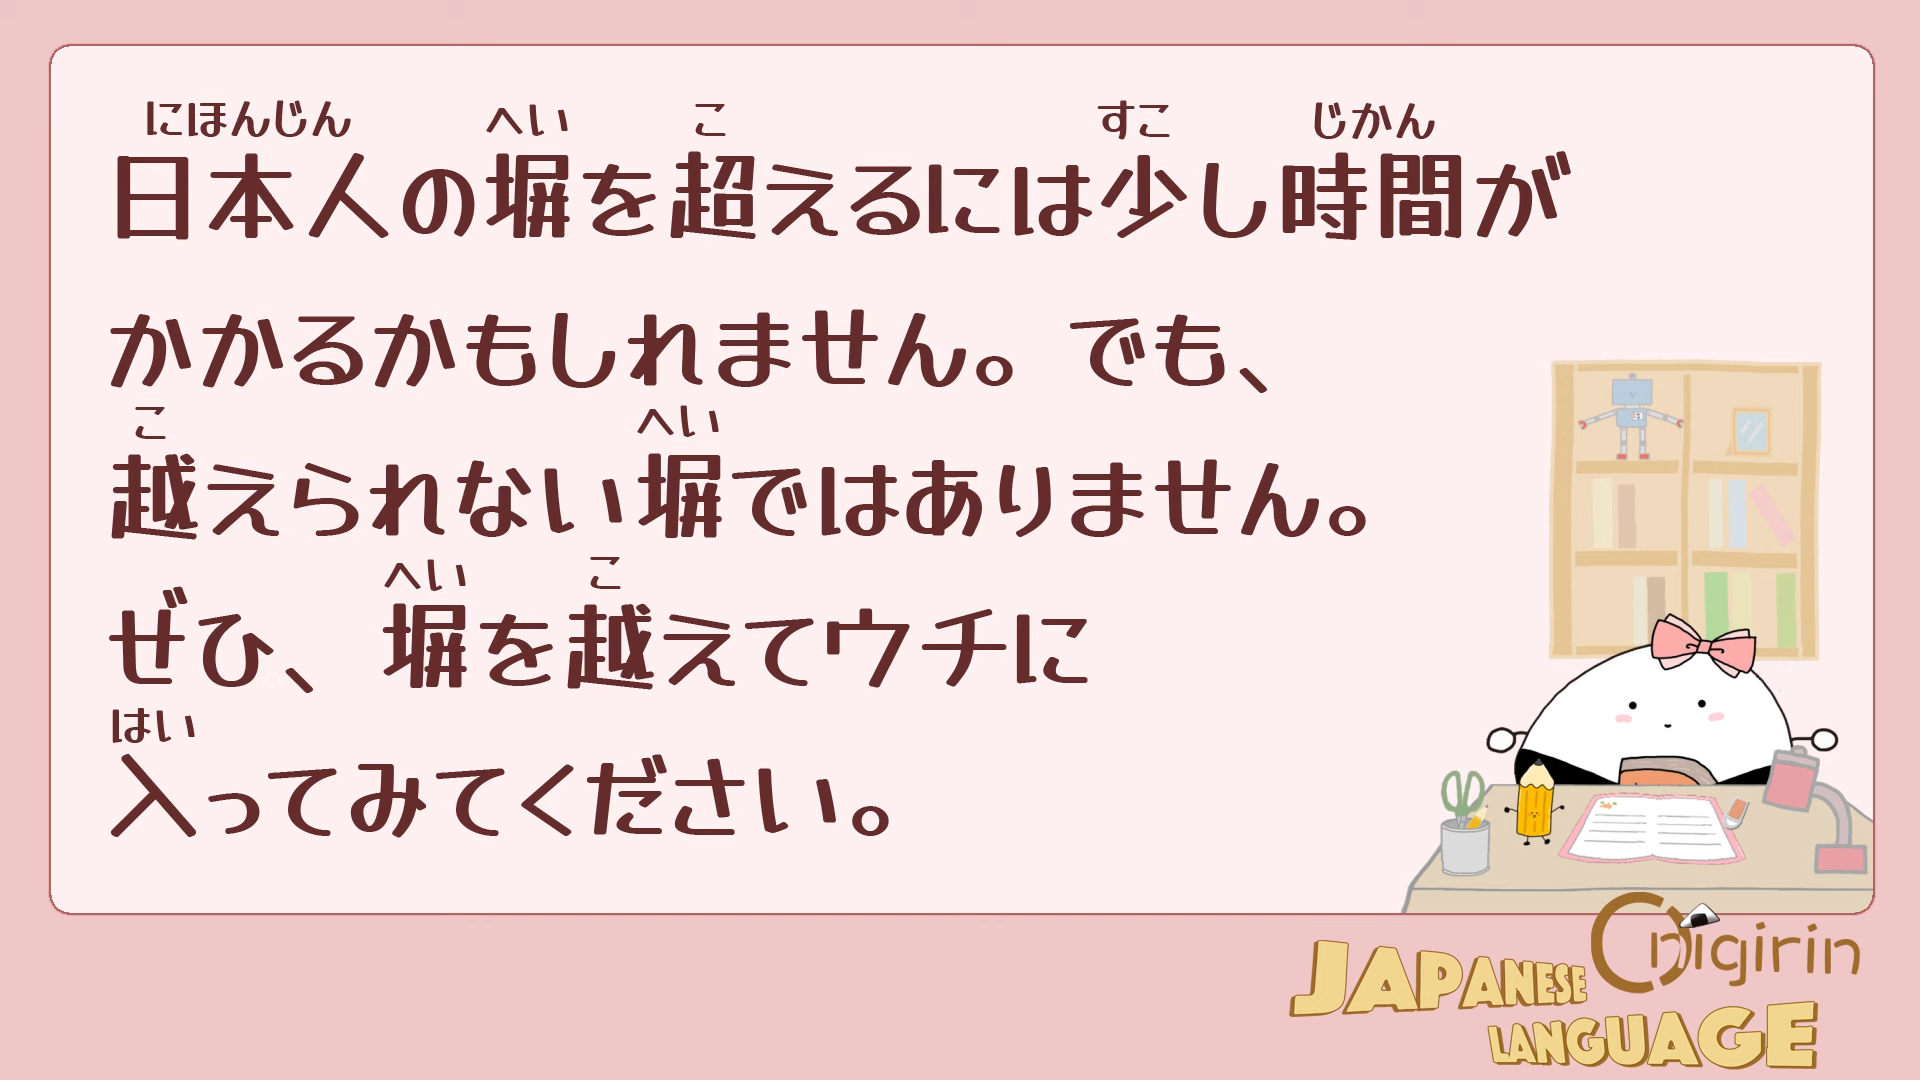 にほんじん へい こ すこ じかん
日本人の塀を超えるには少し時間が
かかるかもしれません。でも、
こ へい
越えられない塀ではありません。
へい こ
ぜひ、塀を越えてウチに
はい
入ってみてください。
Onigirin
JAPANESE
LANGUAGE